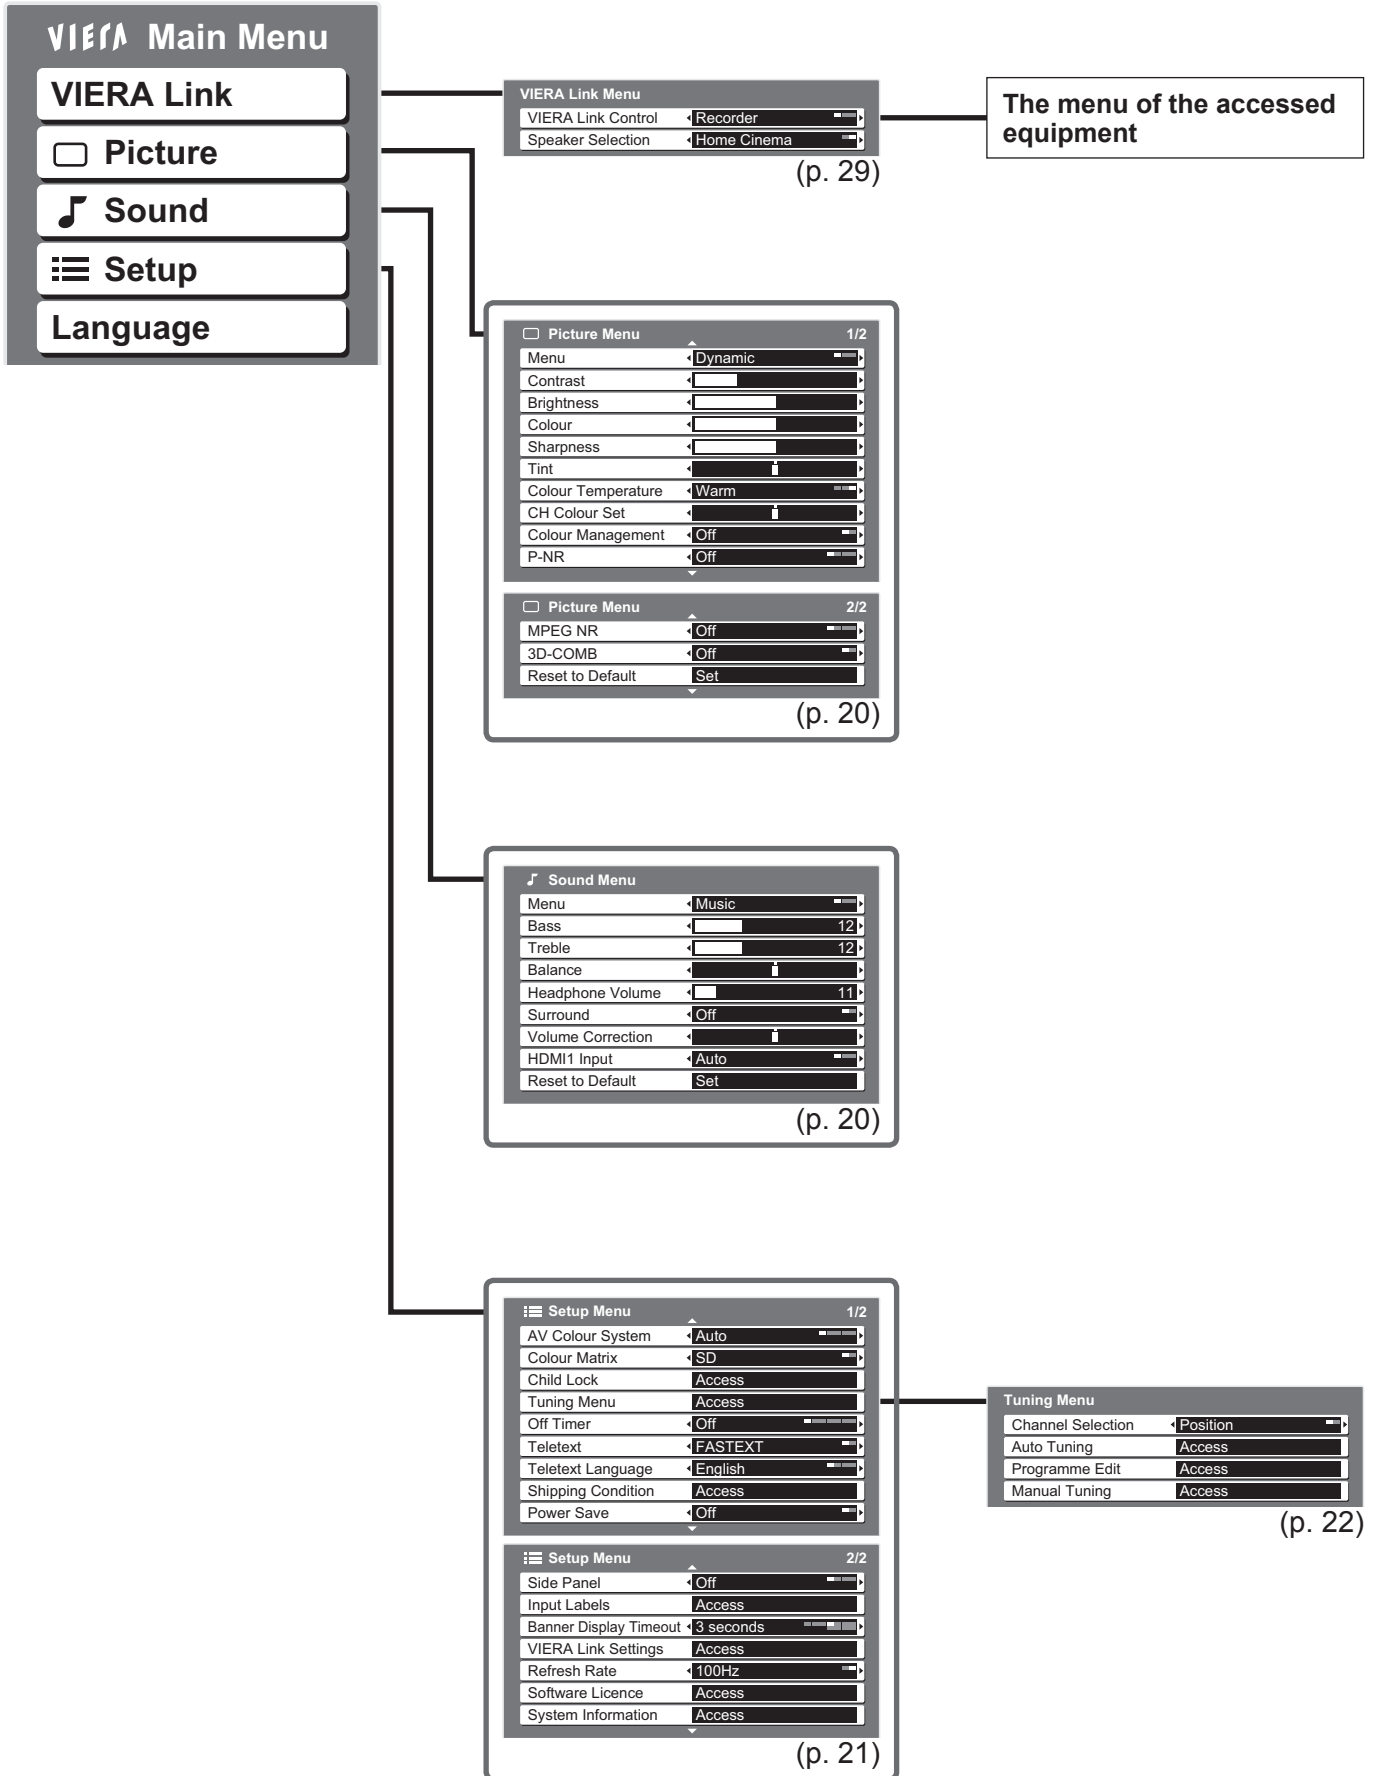 VIERA Main Menu
VIERA Link
Picture
Sound
Setup
Language
VIERA Link Menu
VIERA Link Control Recorder
Speaker Selection Home Cinema
(p. 29)
The menu of the accessed
equipment
Picture Menu 1/2
Menu Dynamic
Contrast
Brightness
Colour
Sharpness
Tint
Colour Temperature Warm
CH Colour Set
Colour Management Off
P-NR Off
Picture Menu 2/2
MPEG NR Off
3D-COMB Off
Reset to Default Set
(p. 20)
Sound Menu
Menu Music
Bass 12
Treble 12
Balance
Headphone Volume 11
Surround Off
Volume Correction
HDMI1 Input Auto
Reset to Default Set
(p. 20)
Setup Menu 1/2
AV Colour System Auto
Colour Matrix SD
Child Lock Access
Tuning Menu Access
Off Timer Off
Teletext FASTEXT
Teletext Language English
Shipping Condition Access
Power Save Off
Setup Menu 2/2
Side Panel Off
Input Labels Access
Banner Display Timeout 3 seconds
VIERA Link Settings Access
Refresh Rate 100Hz
Software Licence Access
System Information Access
(p. 21)
Tuning Menu
Channel Selection Position
Auto Tuning Access
Programme Edit Access
Manual Tuning Access
(p. 22)